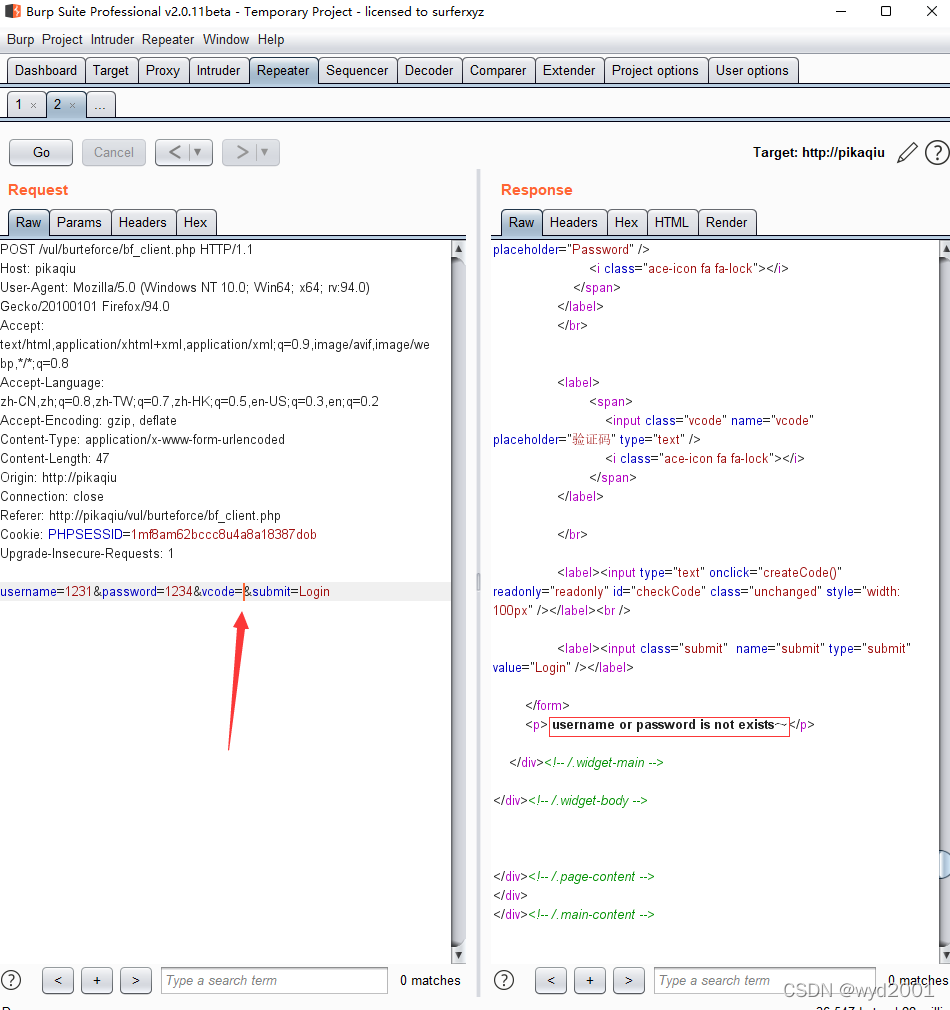 Burp Suite Professional v2.0.11beta - Temporary Project - licensed to surferxyz
Burp Project Intruder Repeater Window Help
Dashboard Target Proxy Intruder Repeater Sequencer Decoder Comparer Extender Project options User options
1 × 2 × ...
Go Cancel < ▼ > ▼ Target: http://pikaqiu ?
Request
Raw Params Headers Hex
POST /vul/burteforce/bf_client.php HTTP/1.1
Host: pikaqiu
User-Agent: Mozilla/5.0 (Windows NT 10.0; Win64; x64; rv:94.0)
Gecko/20100101 Firefox/94.0
Accept:
text/html,application/xhtml+xml,application/xml;q=0.9,image/avif,image/we
bp,*/*;q=0.8
Accept-Language:
zh-CN,zh;q=0.8,zh-TW;q=0.7,zh-HK;q=0.5,en-US;q=0.3,en;q=0.2
Accept-Encoding: gzip, deflate
Content-Type: application/x-www-form-urlencoded
Content-Length: 47
Origin: http://pikaqiu
Connection: close
Referer: http://pikaqiu/vul/burteforce/bf_client.php
Cookie: PHPSESSID=1mf8am62bccc8u4a8a18387dob
Upgrade-Insecure-Requests: 1
username=1231&password=1234&vcode=&submit=Login
? < + > Type a search term 0 matches
Response
Raw Headers Hex HTML Render
placeholder="Password" />
<i class="ace-icon fa fa-lock"></i>
</span>
</label>
</br>
<label>
<span>
<input class="vcode" name="vcode"
placeholder="验证码" type="text" />
<i class="ace-icon fa fa-lock"></i>
</span>
</label>
</br>
<label><input type="text" onclick="createCode()"
readonly="readonly" id="checkCode" class="unchanged" style="width:
100px" /></label><br />
<label><input class="submit"  name="submit" type="submit"
value="Login" /></label>
</form>
<p> username or password is not exists～</p>
</div><!-- /.widget-main -->
</div><!-- /.widget-body -->
</div><!-- /.page-content -->
</div>
</div><!-- /.main-content -->
? < + > Type a search term 0 matches
CSDN @wyd2001